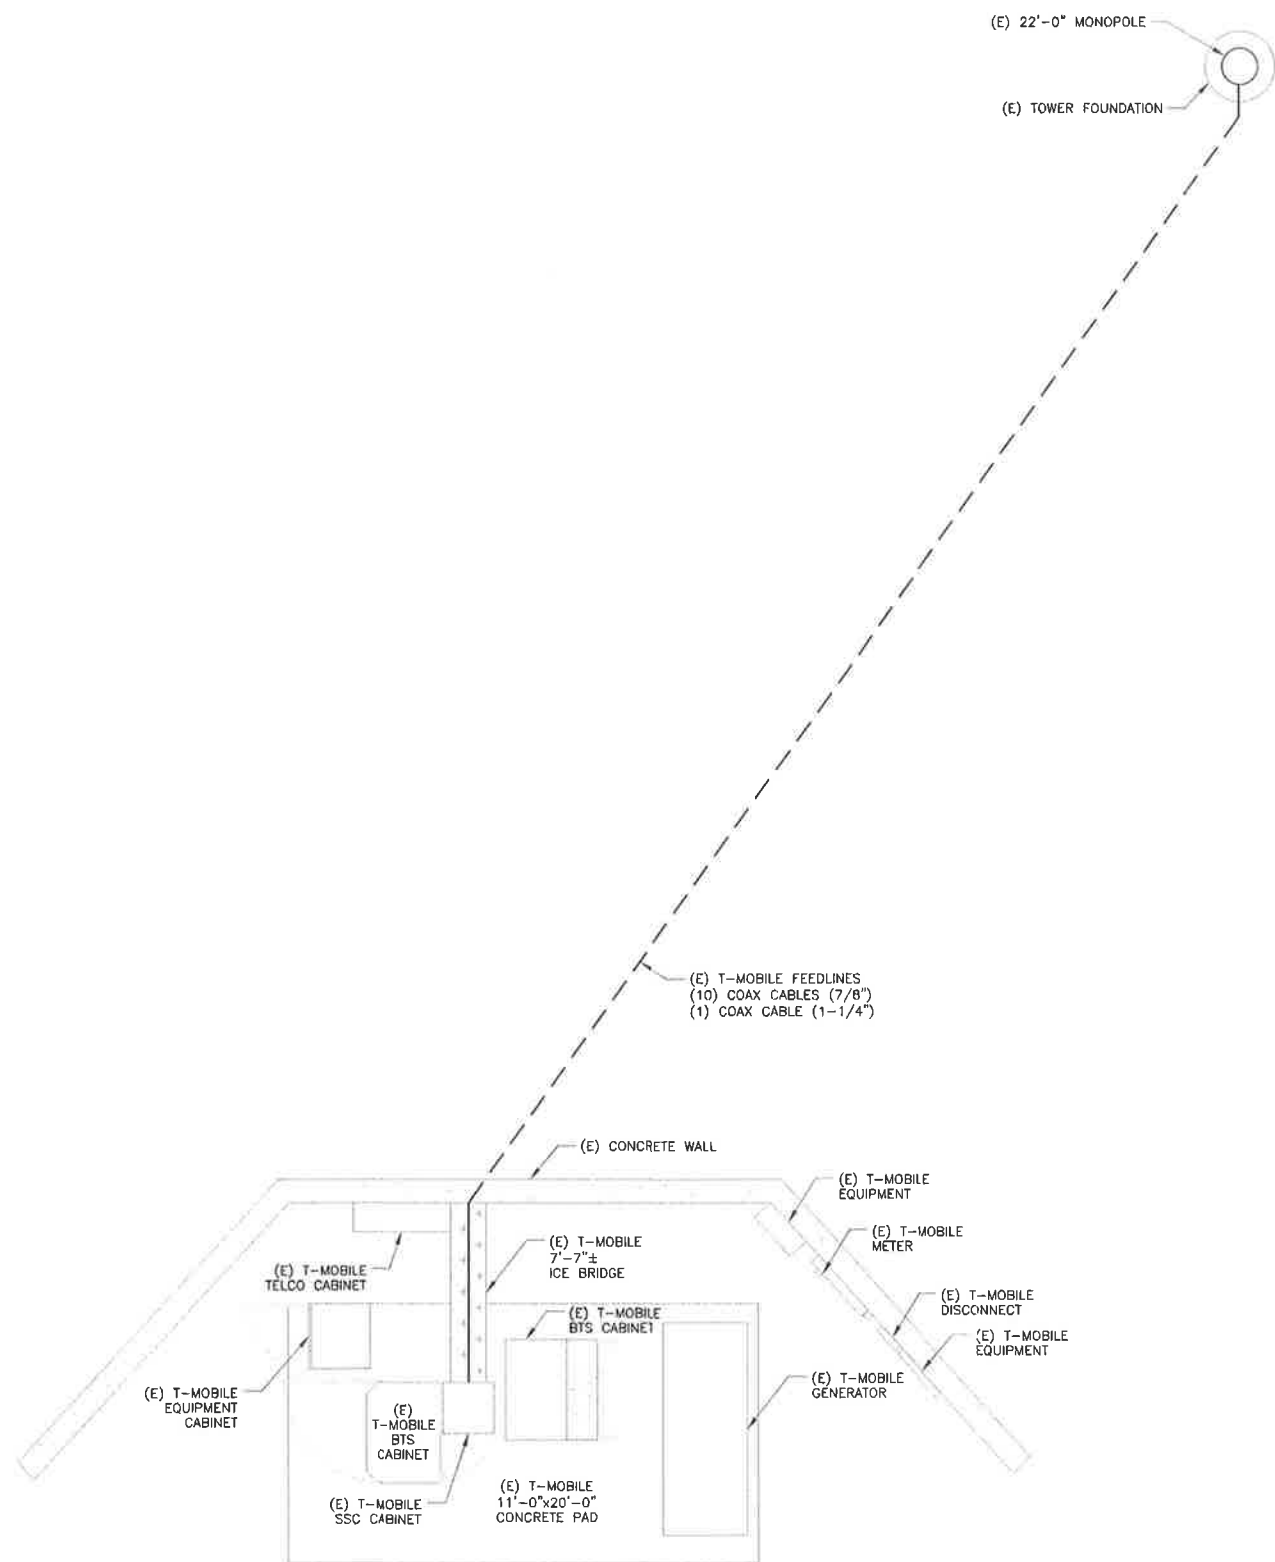 (E) 22'-0" MONOPOLE
(E) TOWER FOUNDATION
(E) T-MOBILE FEEDLINES
(10) COAX CABLES (7/8")
(1) COAX CABLE (1-1/4")
(E) CONCRETE WALL
(E) T-MOBILE
EQUIPMENT
(E) T-MOBILE
METER
(E) T-MOBILE
7'-7"±
ICE BRIDGE
(E) T-MOBILE
TELCO CABINET
(E) T-MOBILE
DISCONNECT
(E) T-MOBILE
BTS CABINET
(E) T-MOBILE
EQUIPMENT
(E) T-MOBILE
GENERATOR
(E) T-MOBILE
EQUIPMENT
CABINET
(E)
T-MOBILE
BTS
CABINET
(E) T-MOBILE
11'-0"x20'-0"
CONCRETE PAD
(E) T-MOBILE
SSC CABINET